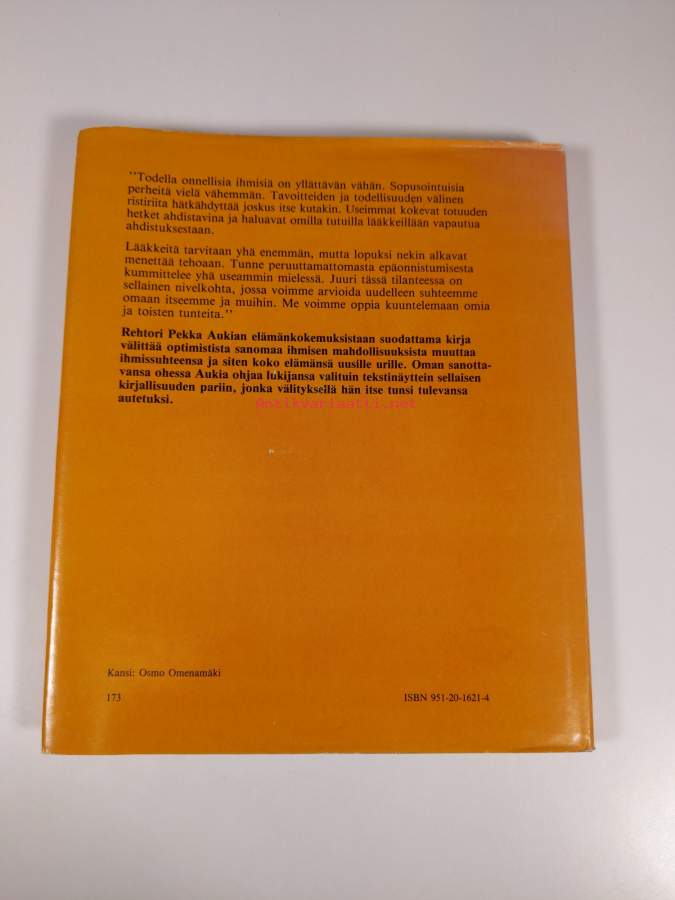 "Todella onnellisia ihmisiä on yllättävän vähän. Sopusointuisia
perheitä vielä vähemmän. Tavoitteiden ja todellisuuden välinen
ristiriita hätkähdyttää joskus itse kutakin. Useimmat kokevat totuuden
hetket ahdistavina ja haluavat omilla tutuilla lääkkeillään vapautua
ahdistuksestaan.
Lääkkeitä tarvitaan yhä enemmän, mutta lopuksi nekin alkavat
menettää tehoaan. Tunne peruuttamattomasta epäonnistumisesta
kummittelee yhä useammin mielessä. Juuri tässä tilanteessa on
sellainen nivelkohta, jossa voimme arvioida uudelleen suhteemme
omaan itseemme ja muihin. Me voimme oppia kuuntelemaan omia
ja toisten tunteita."
Rehtori Pekka Aukian elämänkokemuksistaan suodattama kirja
välittää optimistista sanomaa ihmisen mahdollisuuksista muuttaa
ihmissuhteensa ja siten koko elämänsä uusille urille. Oman sanotta-
vansa ohessa Aukia ohjaa lukijansa valituin tekstinäyttein sellaisen
kirjallisuuden pariin, jonka välityksellä hän itse tunsi tulevansa
autetuksi.
Antikvariaatti.net
Kansi: Osmo Omenamäki
173
ISBN 951-20-1621-4